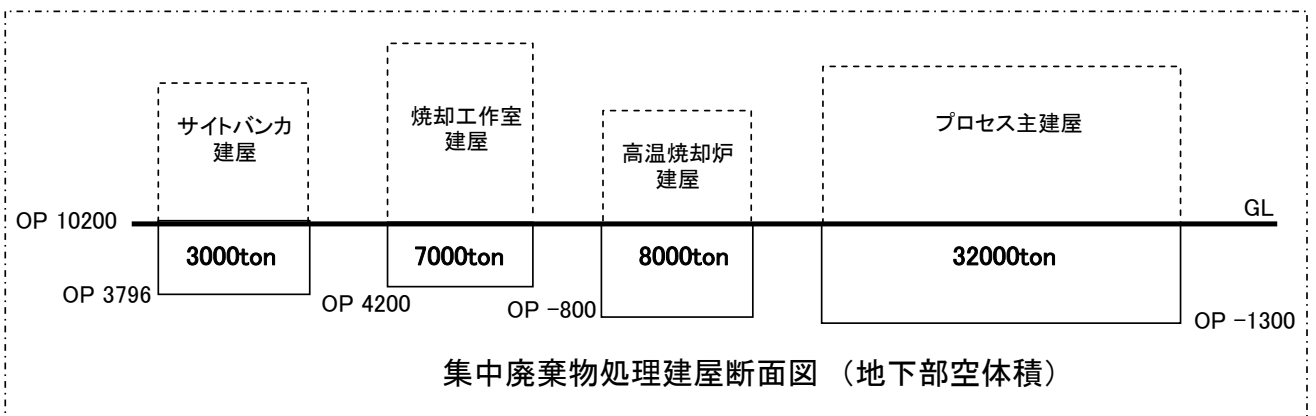 サイトバンカ
建屋
焼却工作室
建屋
高温焼却炉
建屋
プロセス主建屋
OP 10200
GL
3000ton
7000ton
8000ton
32000ton
OP 3796
OP 4200
OP -800
OP -1300
集中廃棄物処理建屋断面図 （地下部空体積）